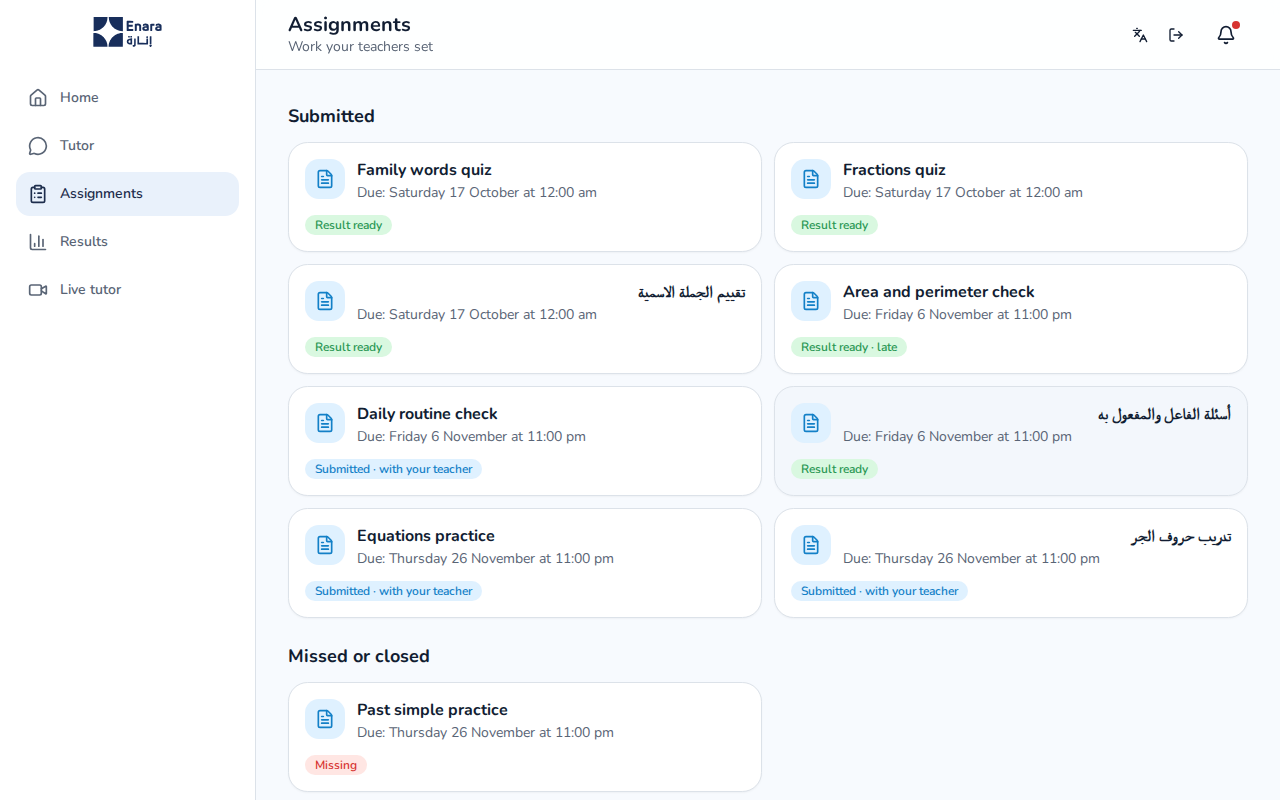 Enara
إنارة
Home
Tutor
Assignments
Results
Live tutor
Assignments
Work your teachers set
Submitted
Family words quiz
Due: Saturday 17 October at 12:00 am
Result ready
Fractions quiz
Due: Saturday 17 October at 12:00 am
Result ready
تقييم الجملة الاسمية
Due: Saturday 17 October at 12:00 am
Result ready
Area and perimeter check
Due: Friday 6 November at 11:00 pm
Result ready · late
Daily routine check
Due: Friday 6 November at 11:00 pm
Submitted · with your teacher
أسئلة الفاعل والمفعول به
Due: Friday 6 November at 11:00 pm
Result ready
Equations practice
Due: Thursday 26 November at 11:00 pm
Submitted · with your teacher
تدريب حروف الجر
Due: Thursday 26 November at 11:00 pm
Submitted · with your teacher
Missed or closed
Past simple practice
Due: Thursday 26 November at 11:00 pm
Missing